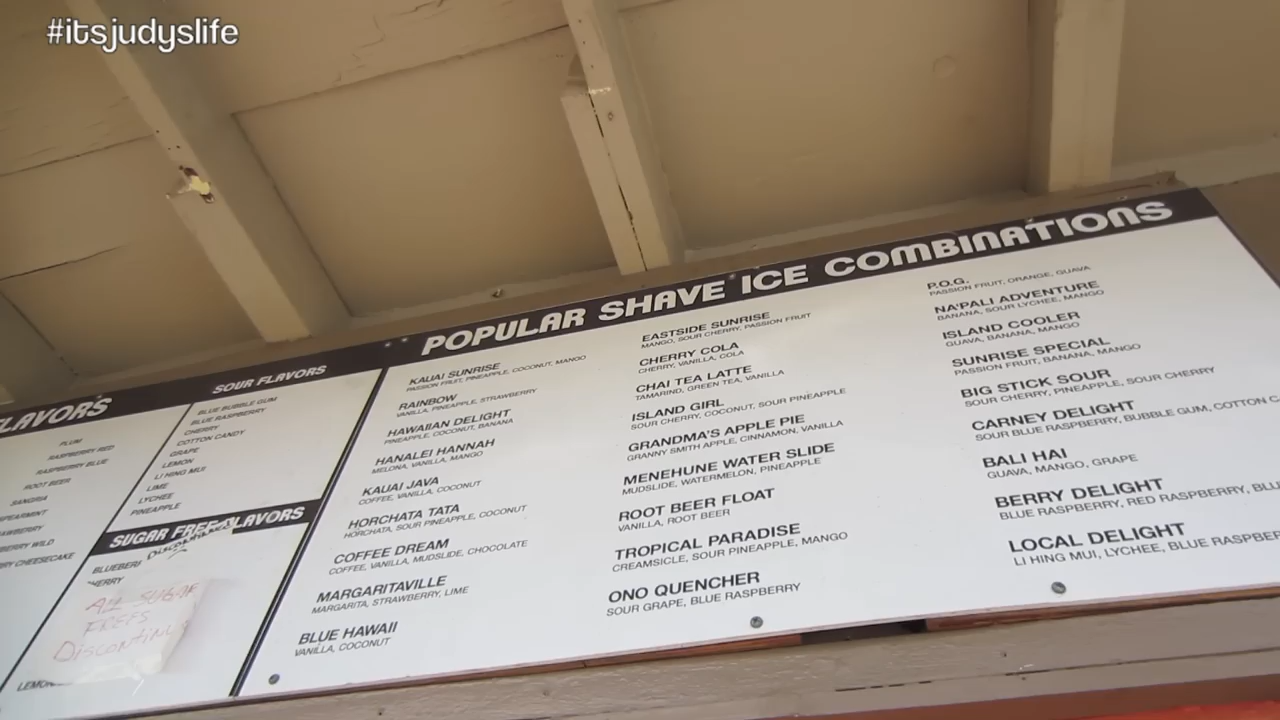 #itsjudyslife
FLAVORS
PLUM
RASPBERRY RED
RASPBERRY BLUE
ROOT BEER
SANGRIA
SPEARMINT
WILD
CHEESECAKE
SOUR FLAVORS
BLUE BUBBLE GUM
BLUE RASPBERRY
CHERRY
COTTON CANDY
GRAPE
LEMON
LI HING MUI
LIME
LYCHEE
PINEAPPLE
SUGAR FREE FLAVORS
ALL SUGAR
FREES
POPULAR SHAVE ICE COMBINATIONS
KAUAI SUNRISE
PASSION FRUIT, PINEAPPLE, COCONUT, MANGO
RAINBOW
VANILLA, PINEAPPLE, STRAWBERRY
HAWAIIAN DELIGHT
PINEAPPLE, COCONUT, BANANA
HANALEI HANNAH
MELONA, VANILLA, MANGO
KAUAI JAVA
COFFEE, VANILLA, COCONUT
HORCHATA TATA
HORCHATA, SOUR PINEAPPLE, COCONUT
COFFEE DREAM
COFFEE, VANILLA, MUDSLIDE, CHOCOLATE
MARGARITAVILLE
MARGARITA, STRAWBERRY, LIME
BLUE HAWAII
VANILLA, COCONUT
EASTSIDE SUNRISE
MANGO, SOUR CHERRY, PASSION FRUIT
CHERRY COLA
CHERRY, VANILLA, COLA
CHAI TEA LATTE
TAMARIND, GREEN TEA, VANILLA
ISLAND GIRL
SOUR CHERRY, COCONUT, SOUR PINEAPPLE
GRANDMA'S APPLE PIE
GRANNY SMITH APPLE, CINNAMON, VANILLA
MENEHUNE WATER SLIDE
MUDSLIDE, WATERMELON, PINEAPPLE
ROOT BEER FLOAT
VANILLA, ROOT BEER
TROPICAL PARADISE
CREAMSICLE, SOUR PINEAPPLE, MANGO
ONO QUENCHER
SOUR GRAPE, BLUE RASPBERRY
P.O.G.
PASSION FRUIT, ORANGE, GUAVA
NA'PALI ADVENTURE
BANANA, SOUR LYCHEE, MANGO
ISLAND COOLER
GUAVA, BANANA, MANGO
SUNRISE SPECIAL
PASSION FRUIT, BANANA, MANGO
BIG STICK SOUR
SOUR CHERRY, PINEAPPLE, SOUR CHERRY
CARNEY DELIGHT
SOUR BLUE RASPBERRY, BUBBLE GUM, COTTON
BALI HAI
GUAVA, MANGO, GRAPE
BERRY DELIGHT
BLUE RASPBERRY, RED RASPBERRY,
LOCAL DELIGHT
LI HING MUI, LYCHEE, BLUE